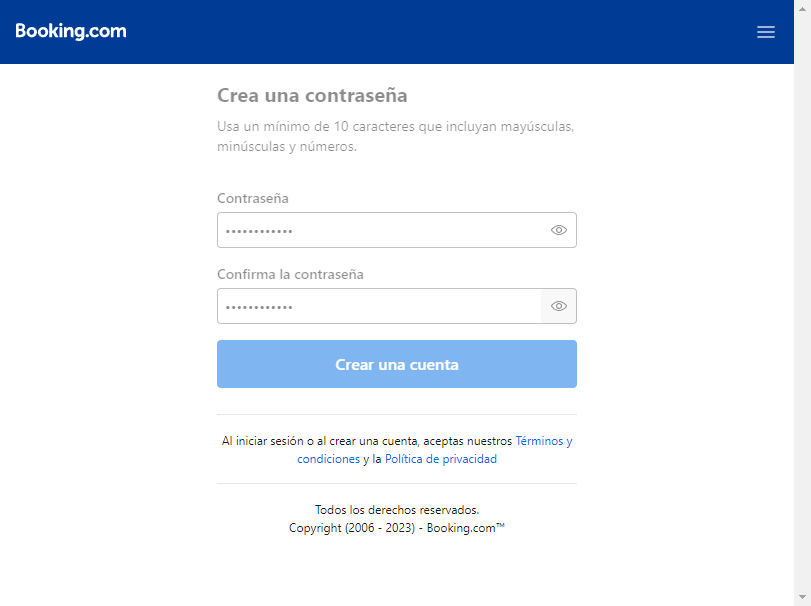 Booking.com
Crea una contraseña
Usa un mínimo de 10 caracteres que incluyan mayúsculas,
minúsculas y números.
Contraseña
••••••••••••
Confirma la contraseña
••••••••••••
Crear una cuenta
Al iniciar sesión o al crear una cuenta, aceptas nuestros Términos y
condiciones y la Política de privacidad
Todos los derechos reservados.
Copyright (2006 - 2023) - Booking.com™